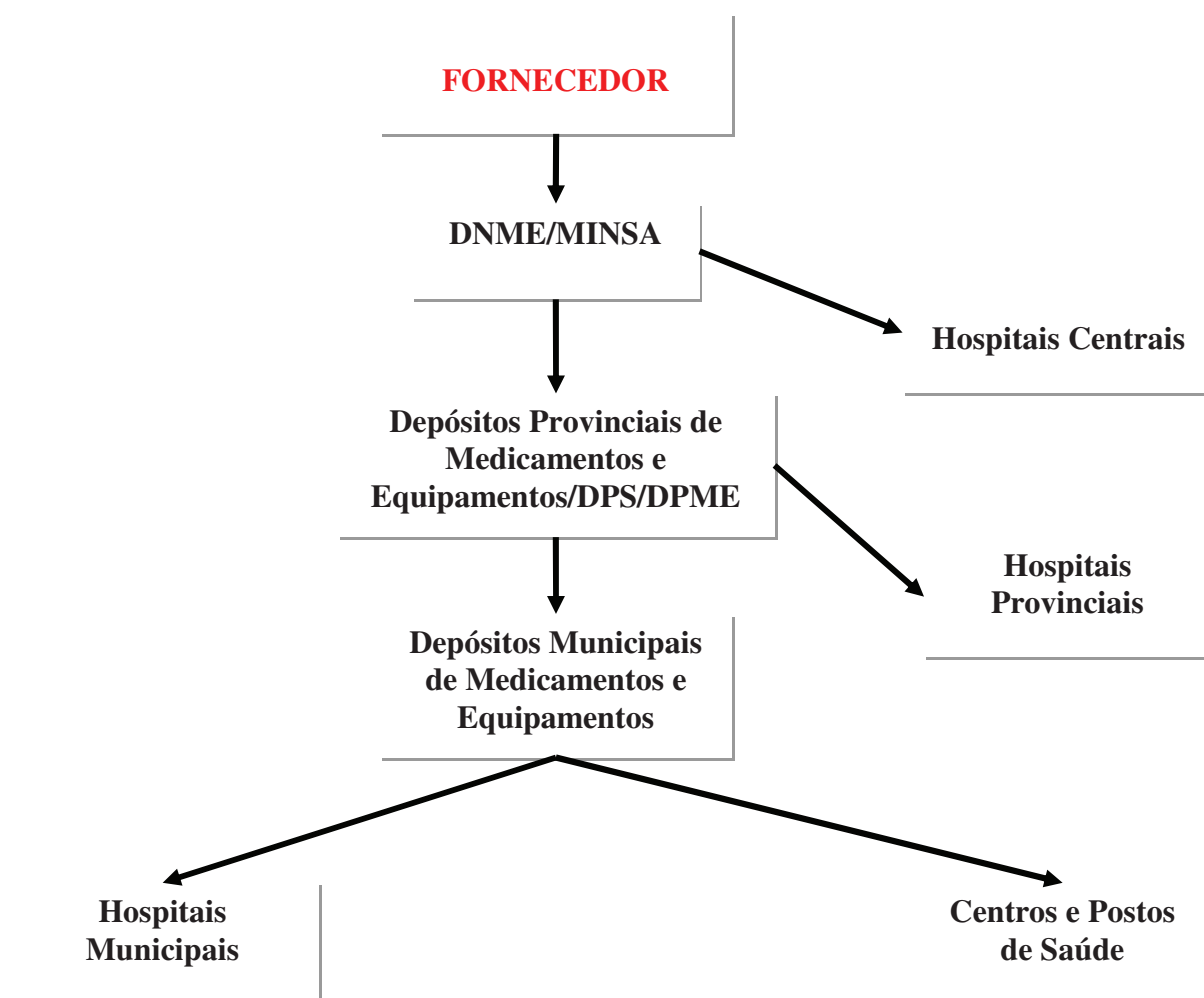 FORNECEDOR
DNME/MINSA
Hospitais Centrais
Depósitos Provinciais de
Medicamentos e
Equipamentos/DPS/DPME
Hospitais
Provinciais
Depósitos Municipais
de Medicamentos e
Equipamentos
Hospitais
Municipais
Centros e Postos
de Saúde